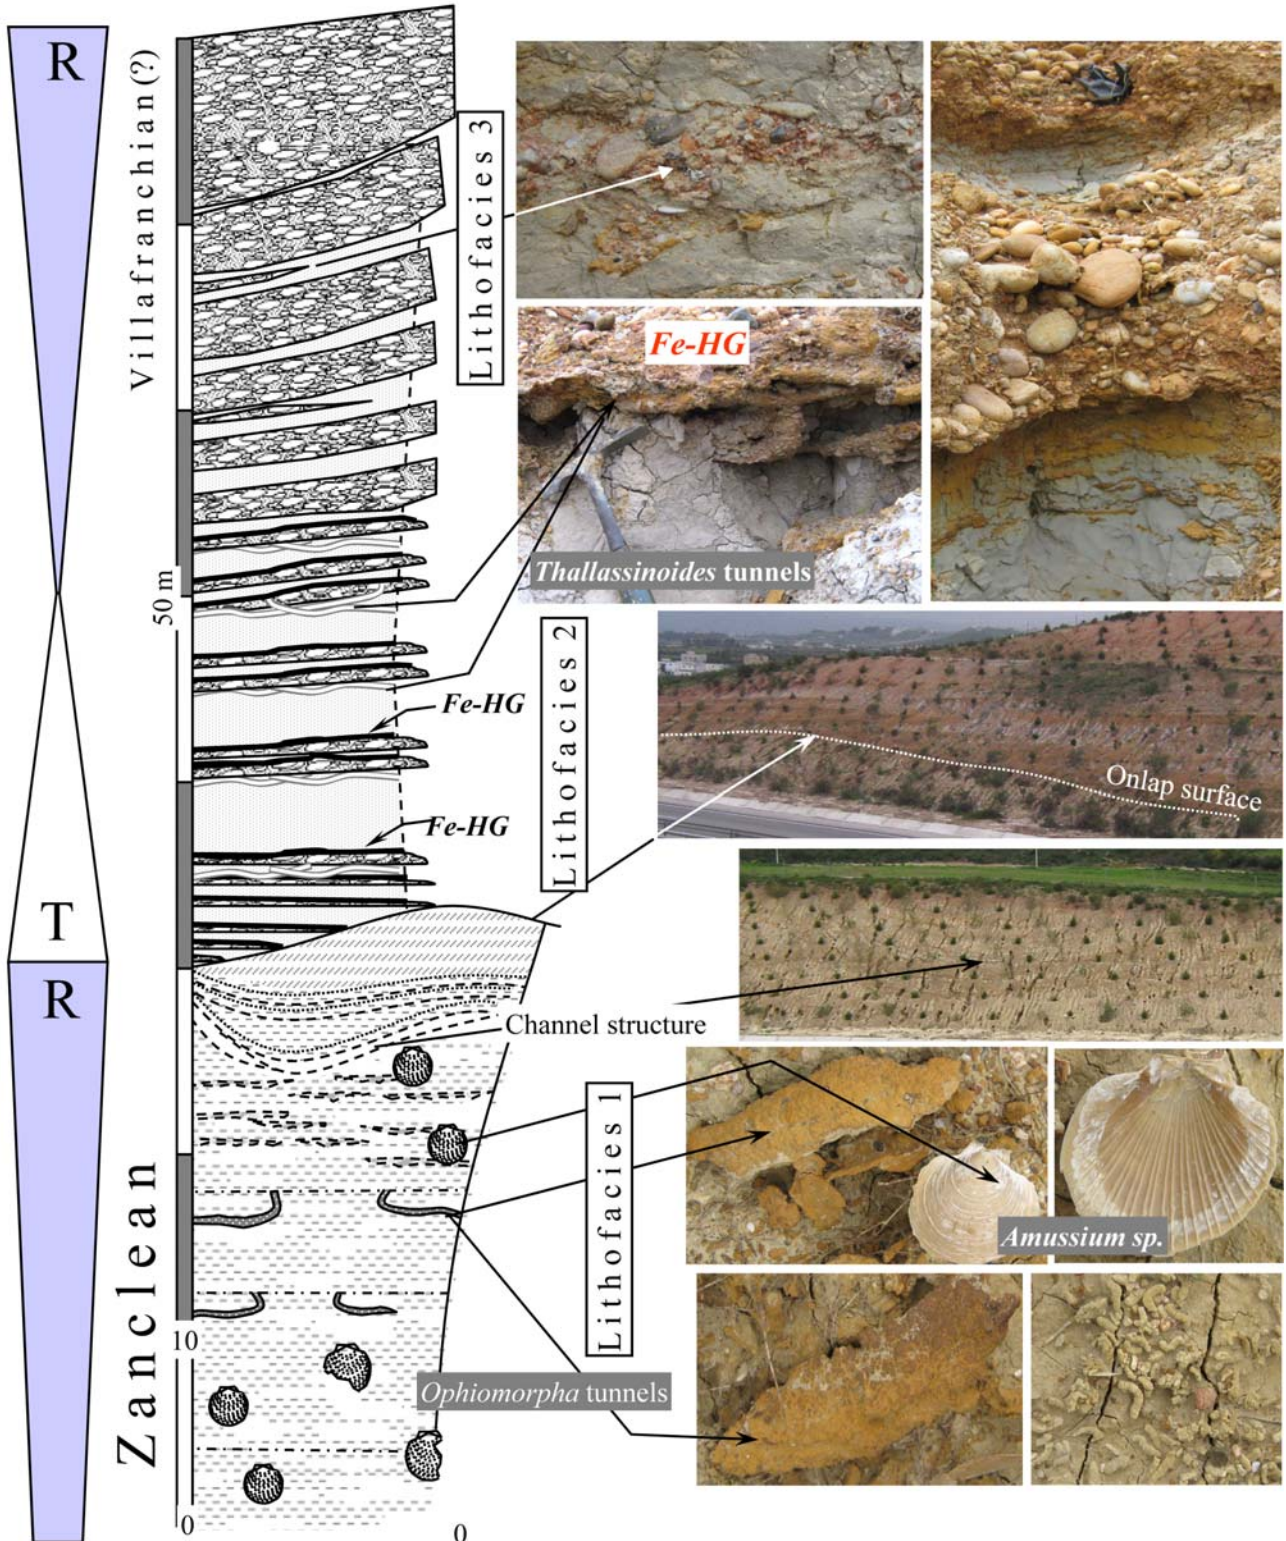 R
Villafranchian(?)
Lithofacies 3
Fe-HG
Thallassinoides tunnels
50 m
Lithofacies 2
Fe-HG
Onlap surface
Fe-HG
T
R
Channel structure
Lithofacies 1
Amussium sp.
Zanclean
10
Ophiomorpha tunnels
0
0